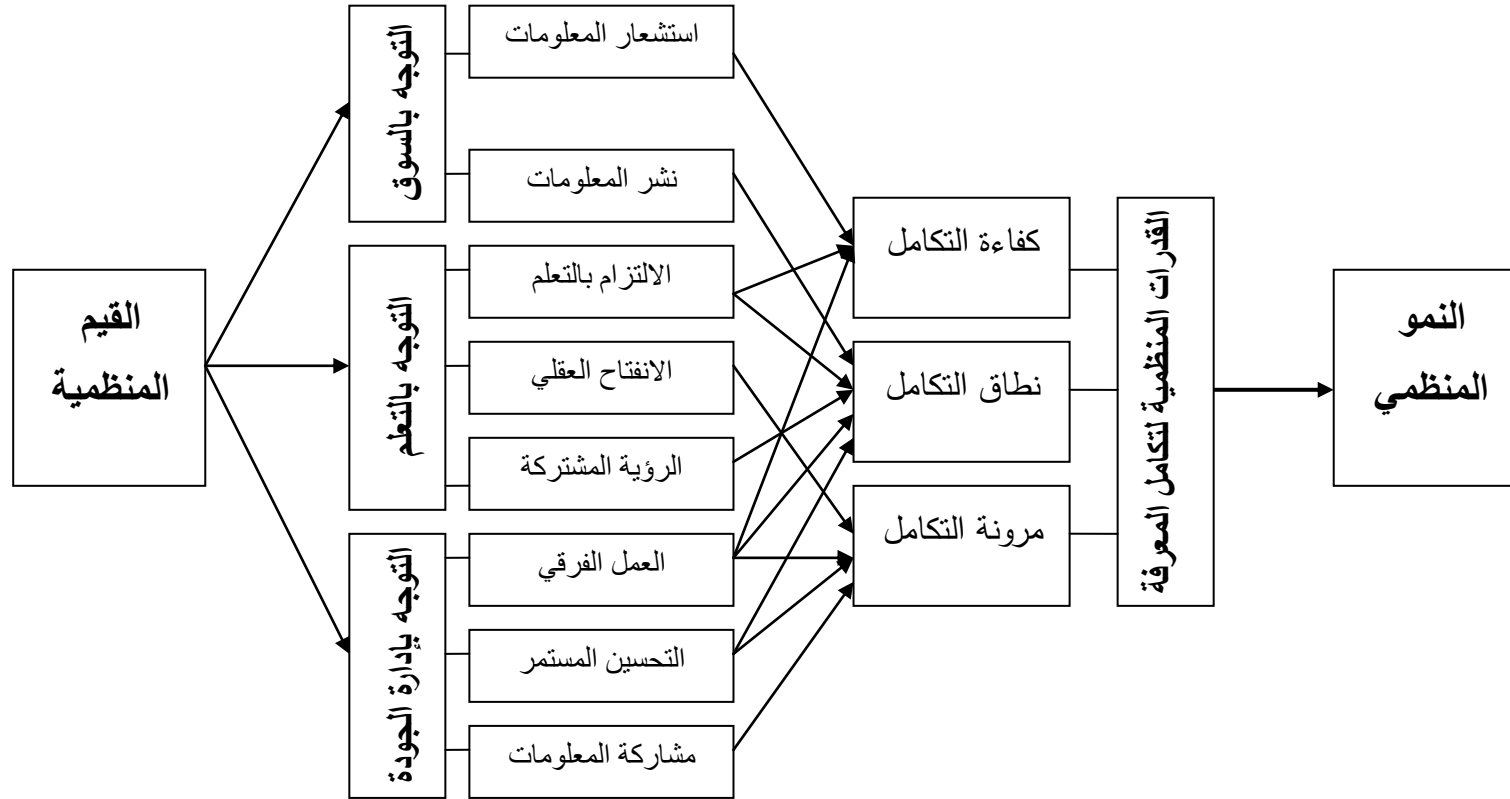 القيم
المنظمية
التوجه بالسوق
استشعار المعلومات
نشر المعلومات
التوجه بالتعلم
الالتزام بالتعلم
الانفتاح العقلي
الرؤية المشتركة
التوجه بإدارة الجودة
العمل الفرقي
التحسين المستمر
مشاركة المعلومات
كفاءة التكامل
نطاق التكامل
مرونة التكامل
القدرات المنظمية لتكامل المعرفة
النمو
المنظمي